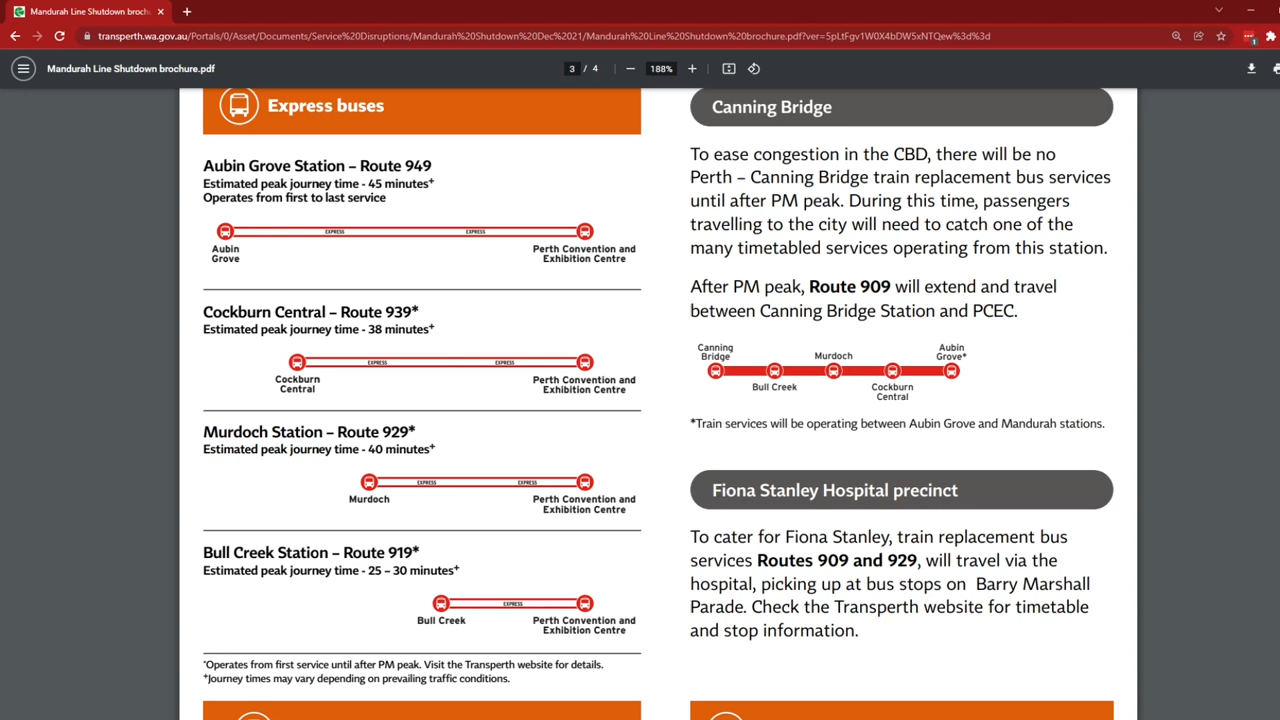 Mandurah Line Shutdown broch
transperth.wa.gov.au/Portals/0/Asset/Documents/Service%20Disruptions/Mandurah%20Shutdown%20Dec%2021/Mandurah%20Line%20Shutdown%20brochure.pdf?ver=5pLtFgv1W0X4bDW5xNTQew%3d%3d
Mandurah Line Shutdown brochure.pdf
3 / 4
188%
Express buses
Aubin Grove Station – Route 949
Estimated peak journey time - 45 minutes+
Operates from first to last service
EXPRESS EXPRESS
Aubin
Grove
Perth Convention and
Exhibition Centre
Cockburn Central – Route 939*
Estimated peak journey time - 38 minutes+
EXPRESS EXPRESS
Cockburn
Central
Perth Convention and
Exhibition Centre
Murdoch Station – Route 929*
Estimated peak journey time - 40 minutes+
EXPRESS EXPRESS
Murdoch
Perth Convention and
Exhibition Centre
Bull Creek Station – Route 919*
Estimated peak journey time - 25 – 30 minutes+
EXPRESS
Bull Creek
Perth Convention and
Exhibition Centre
*Operates from first service until after PM peak. Visit the Transperth website for details.
+Journey times may vary depending on prevailing traffic conditions.
Canning Bridge
To ease congestion in the CBD, there will be no
Perth – Canning Bridge train replacement bus services
until after PM peak. During this time, passengers
travelling to the city will need to catch one of the
many timetabled services operating from this station.
After PM peak, Route 909 will extend and travel
between Canning Bridge Station and PCEC.
Canning
Bridge
Bull Creek
Murdoch
Cockburn
Central
Aubin
Grove*
*Train services will be operating between Aubin Grove and Mandurah stations.
Fiona Stanley Hospital precinct
To cater for Fiona Stanley, train replacement bus
services Routes 909 and 929, will travel via the
hospital, picking up at bus stops on Barry Marshall
Parade. Check the Transperth website for timetable
and stop information.